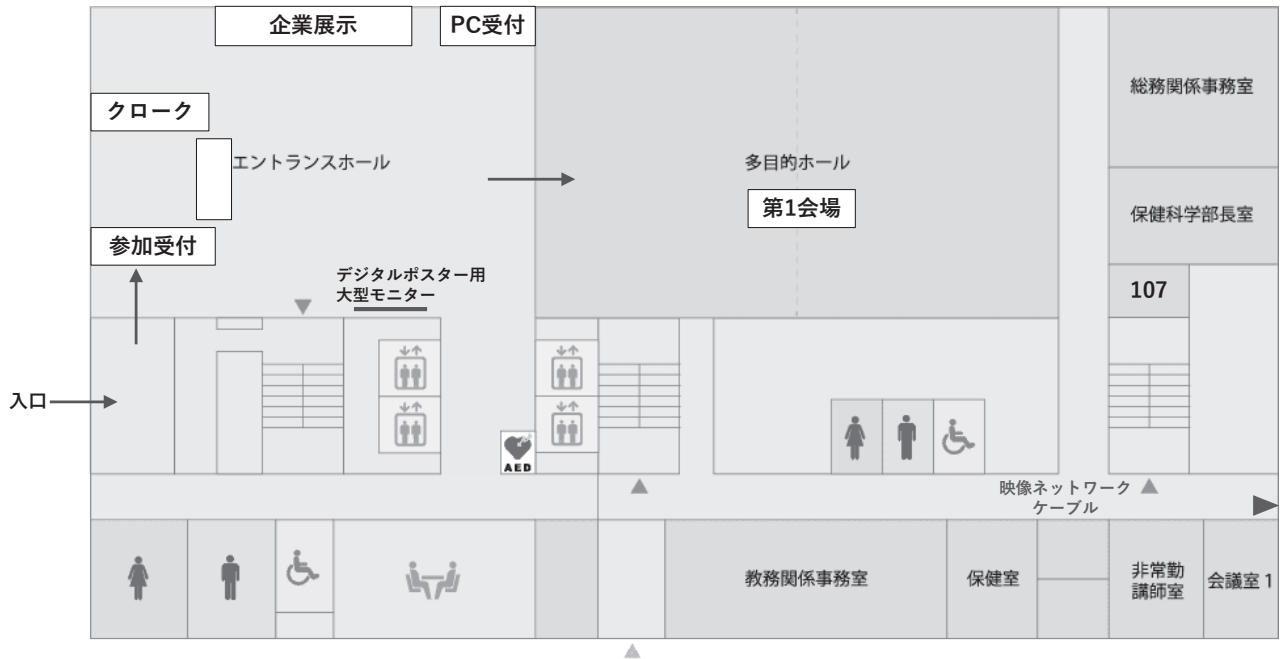 企業展示
PC受付
総務関係事務室
クローク
エントランスホール
多目的ホール
第1会場
保健科学部長室
参加受付
デジタルポスター用
大型モニター
107
入口
AED
映像ネットワーク
ケーブル
教務関係事務室
保健室
非常勤
講師室
会議室1